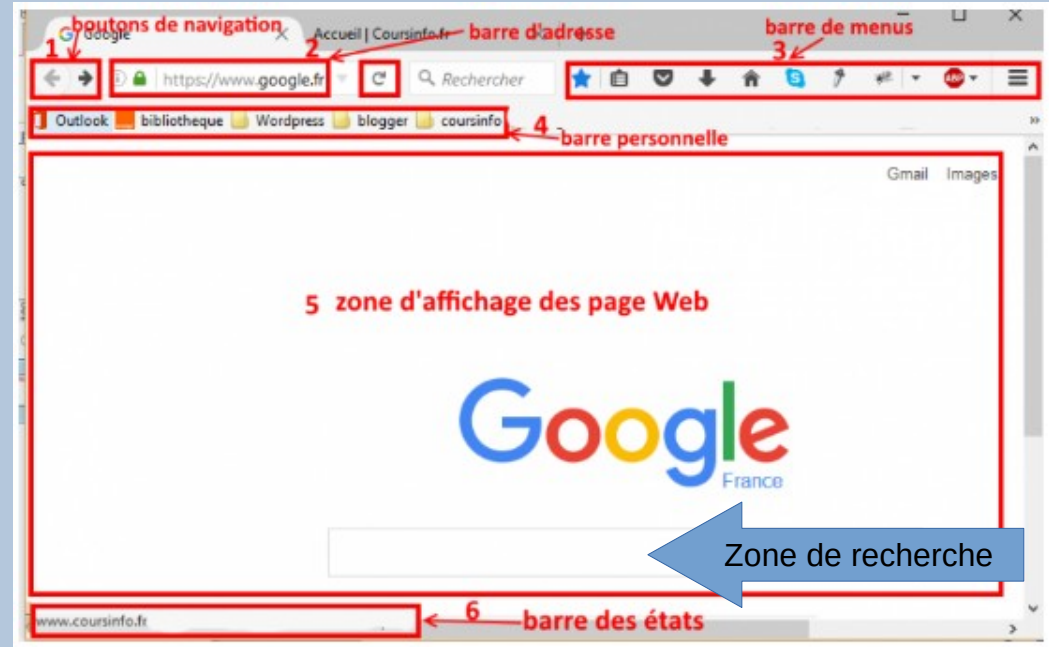 boutons de navigation
Google
Accueil | Coursinfo.fr
barre d'adresse
barre de menus
1
2
3
https://www.google.fr
Rechercher
ABP
Outlook
bibliotheque
Wordpress
blogger
coursinfo
4
barre personnelle
Gmail Images
5 zone d'affichage des page Web
Google
France
Zone de recherche
www.coursinfo.fr
6
barre des états